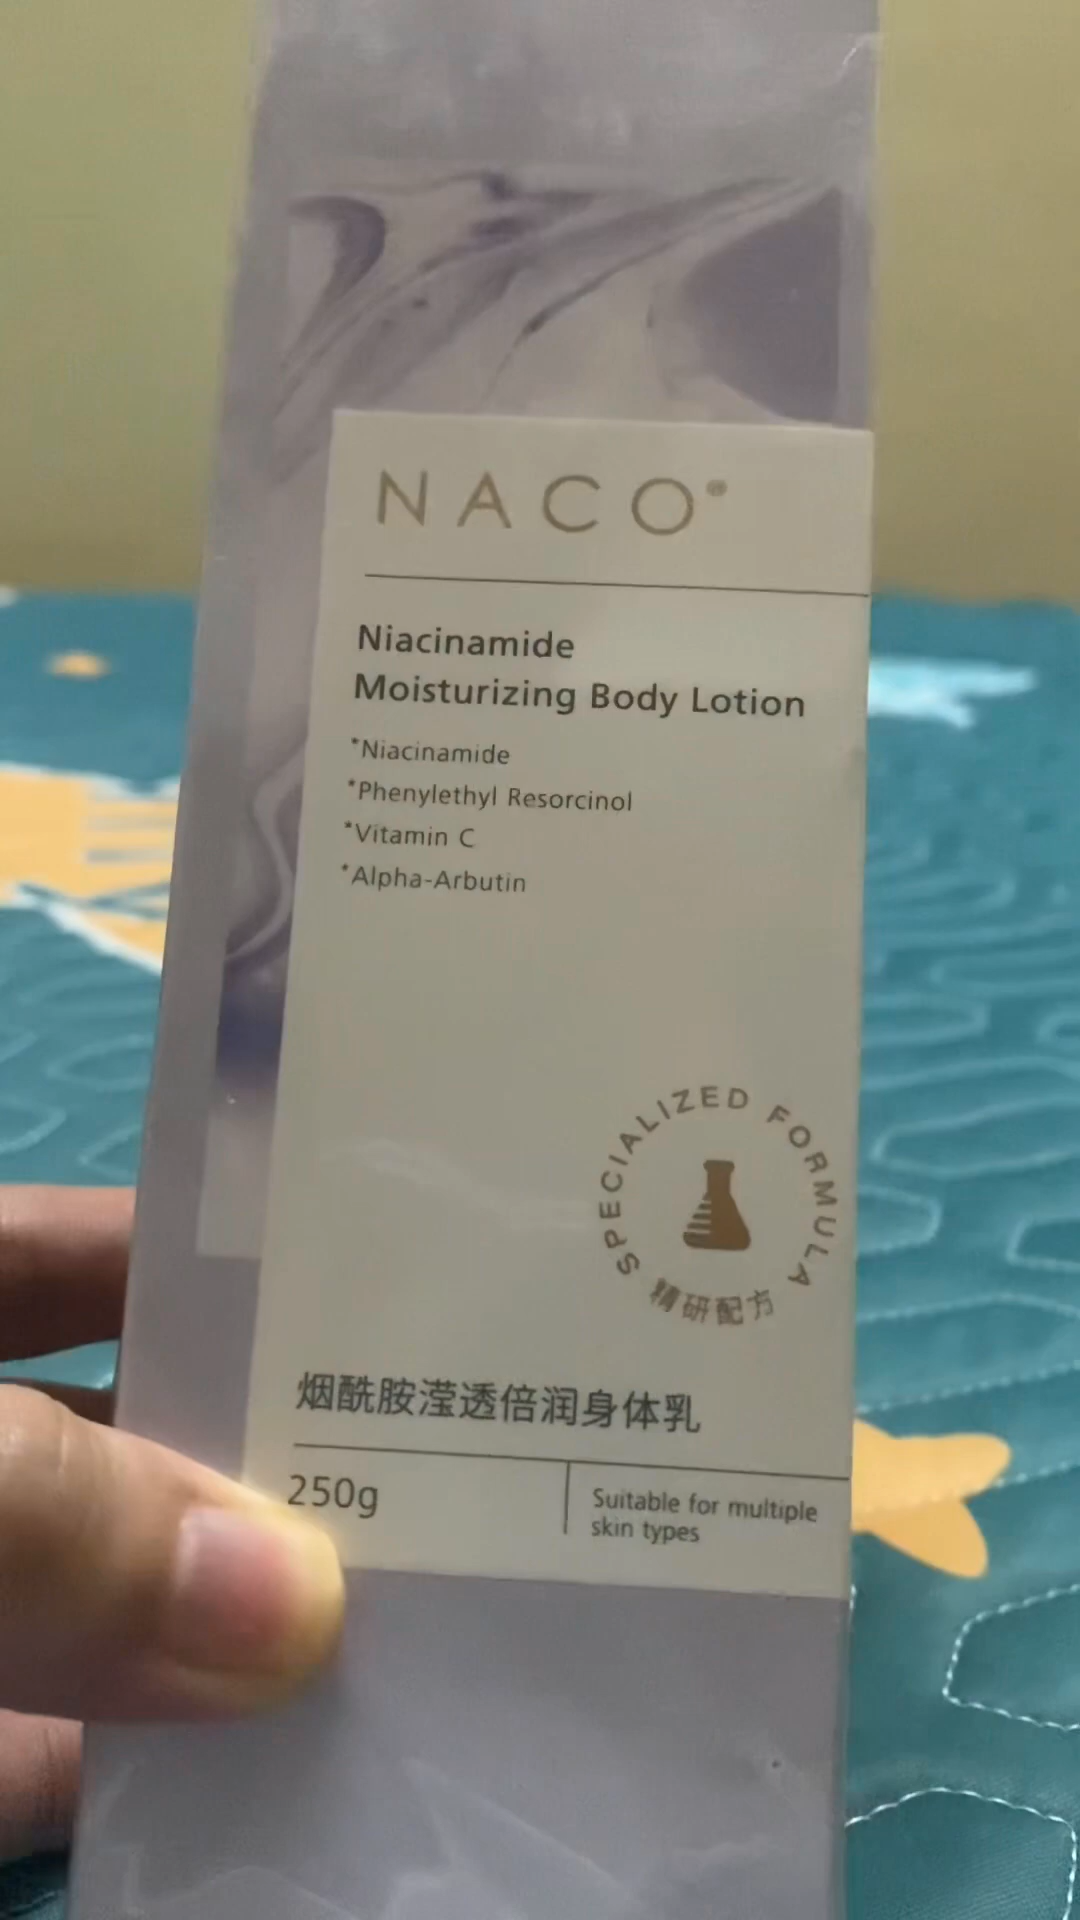 NACO®
Niacinamide
Moisturizing Body Lotion
*Niacinamide
*Phenylethyl Resorcinol
*Vitamin C
*Alpha-Arbutin
SPECIALIZED FORMULA
精研配方
烟酰胺滢透倍润身体乳
250g
Suitable for multiple
skin types